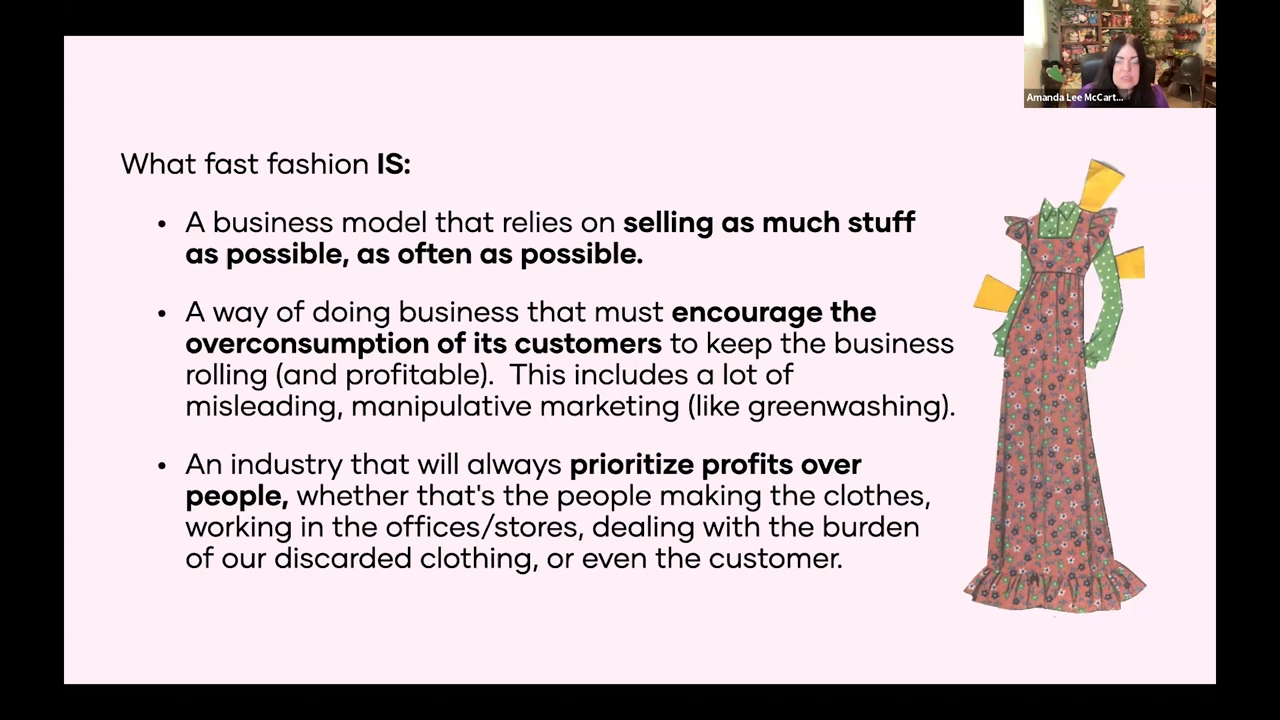 Amanda Lee McCart...
What fast fashion IS:
• A business model that relies on selling as much stuff
as possible, as often as possible.
• A way of doing business that must encourage the
overconsumption of its customers to keep the business
rolling (and profitable).  This includes a lot of
misleading, manipulative marketing (like greenwashing).
• An industry that will always prioritize profits over
people, whether that's the people making the clothes,
working in the offices/stores, dealing with the burden
of our discarded clothing, or even the customer.